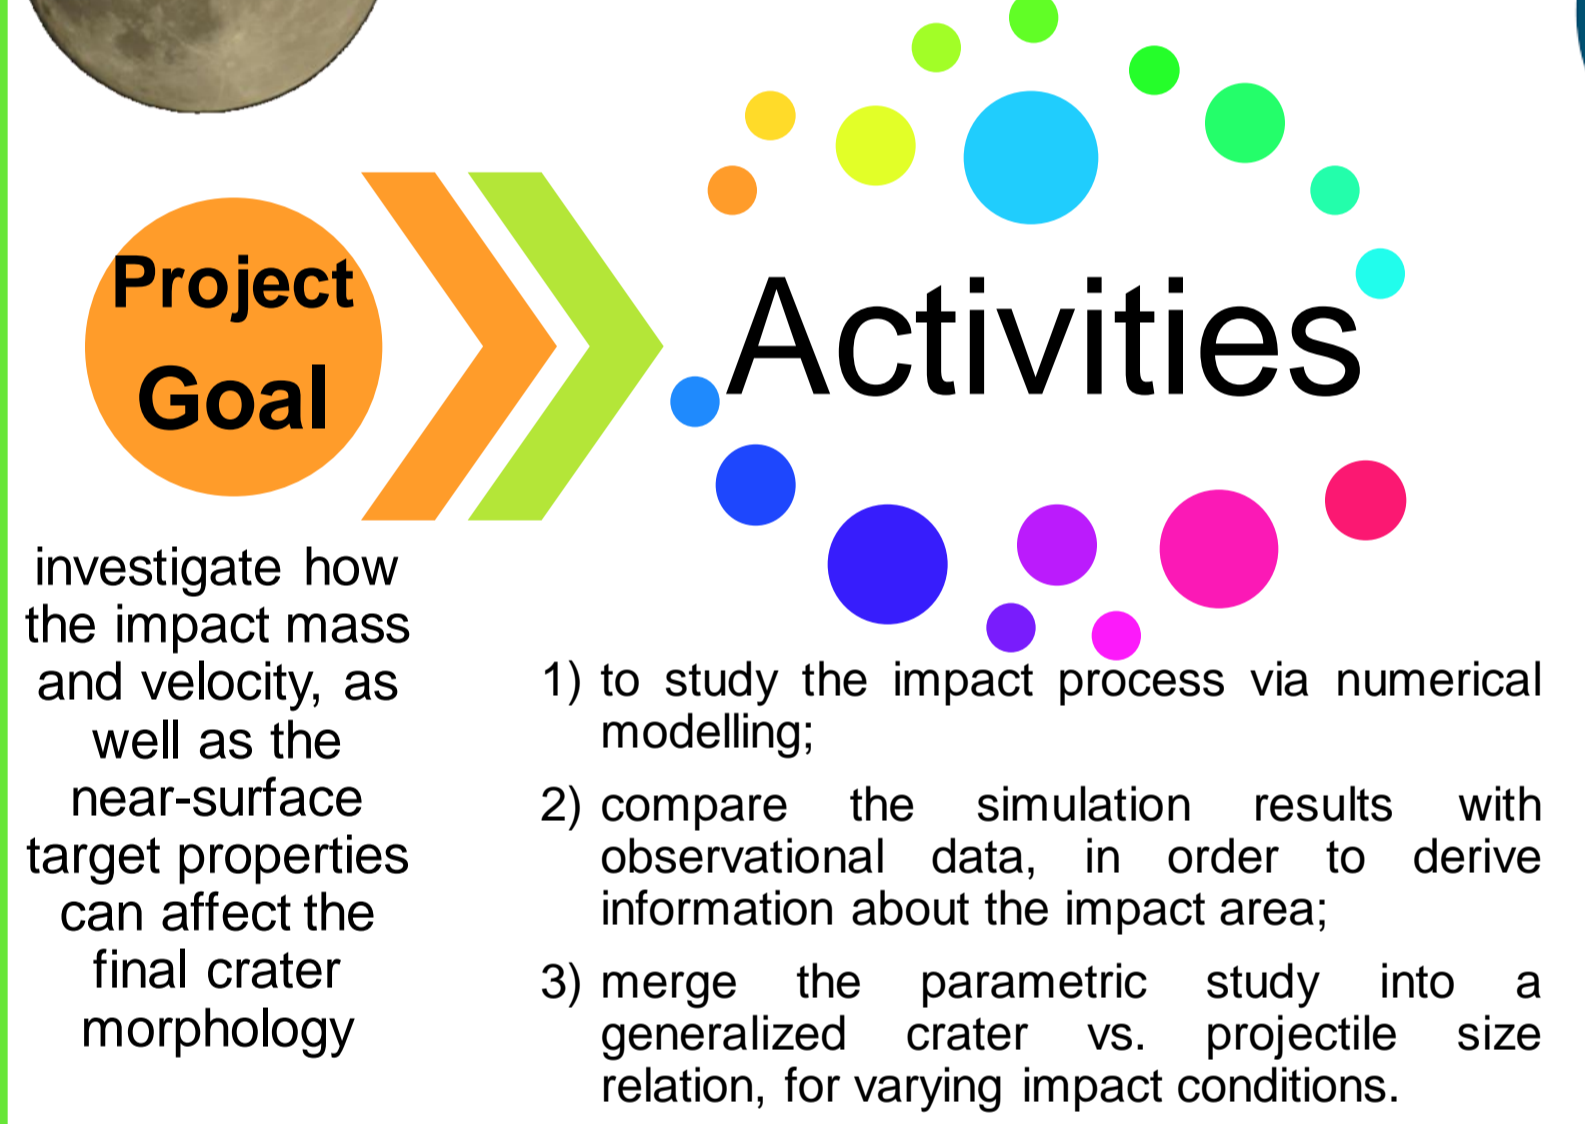 Project
Goal
investigate how
the impact mass
and velocity, as
well as the
near-surface
target properties
can affect the
final crater
morphology
Activities
1) to study the impact process via numerical
modelling;
2) compare the simulation results with
observational data, in order to derive
information about the impact area;
3) merge the parametric study into a
generalized crater vs. projectile size
relation, for varying impact conditions.